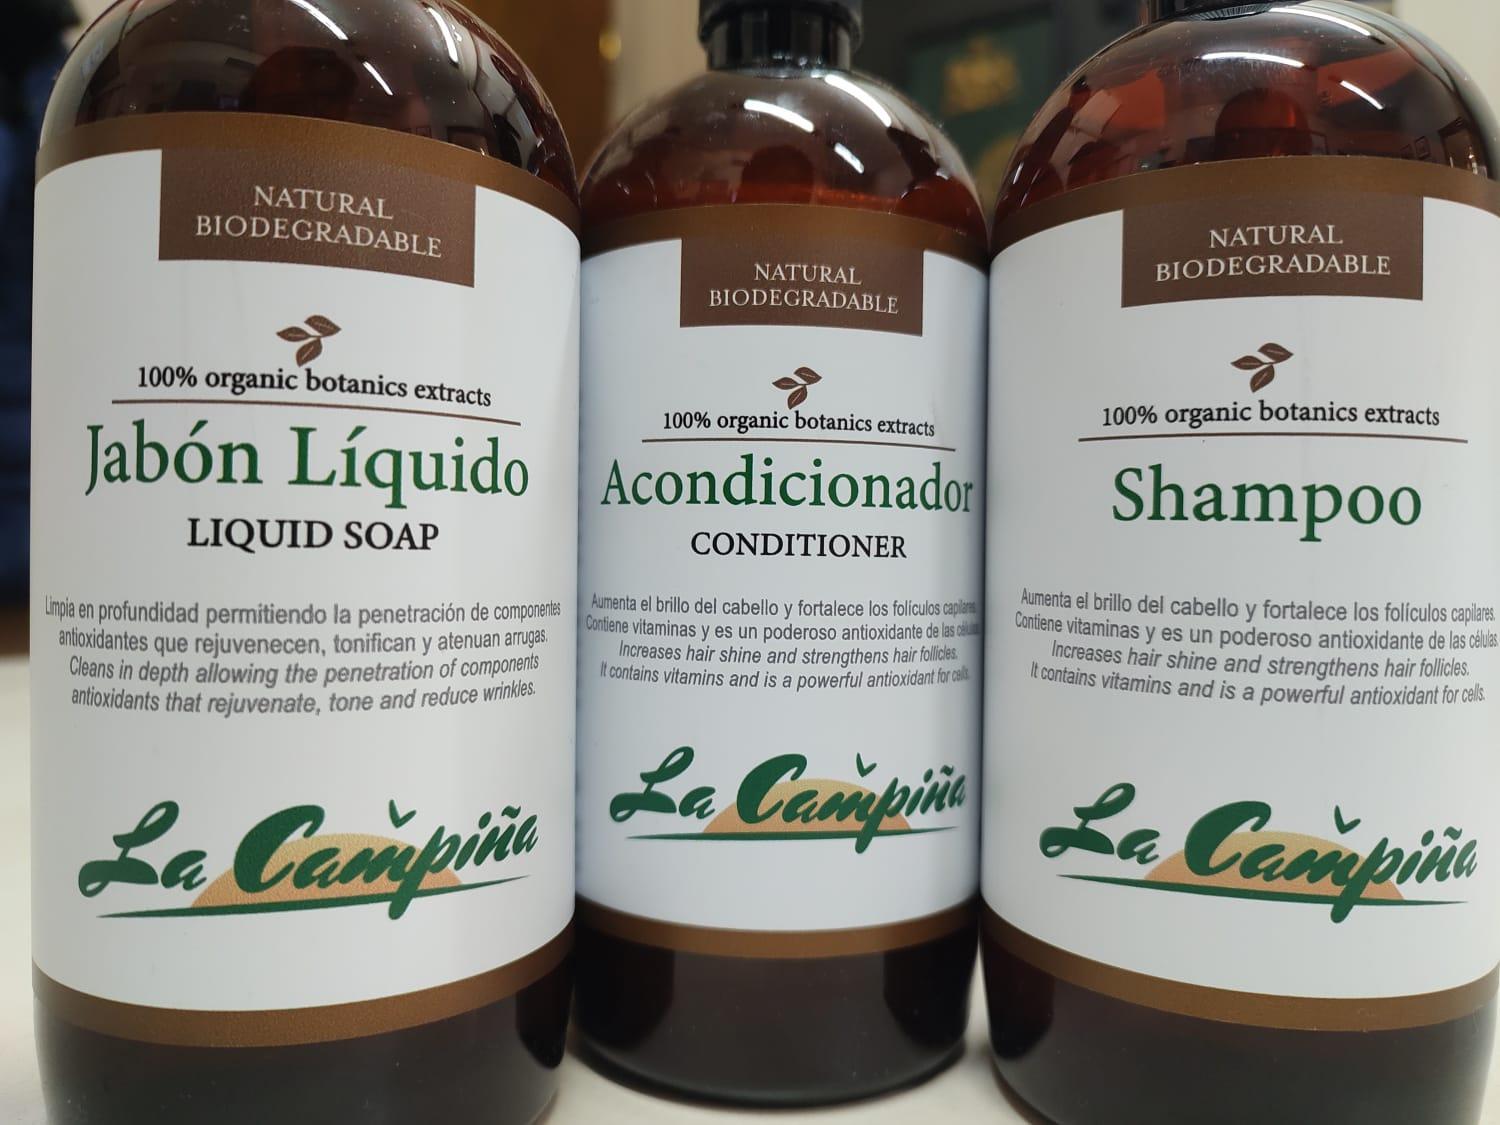 NATURAL
BIODEGRADABLE
100% organic botanics extracts
Jabón Líquido
LIQUID SOAP
Limpia en profundidad permitiendo la penetración de componentes
antioxidantes que rejuvenecen, tonifican y atenuan arrugas.
Cleans in depth allowing the penetration of components
antioxidants that rejuvenate, tone and reduce wrinkles.
La Campiña
NATURAL
BIODEGRADABLE
100% organic botanics extracts
Acondicionador
CONDITIONER
Aumenta el brillo del cabello y fortalece los folículos capilares.
Contiene vitaminas y es un poderoso antioxidante de las células
Increases hair shine and strengthens hair follicles.
It contains vitamins and is a powerful antioxidant for cells.
La Campiña
NATURAL
BIODEGRADABLE
100% organic botanics extracts
Shampoo
Aumenta el brillo del cabello y fortalece los folículos capilares.
Contiene vitaminas y es un poderoso antioxidante de las células.
Increases hair shine and strengthens hair follicles.
It contains vitamins and is a powerful antioxidant for cells.
La Campiña